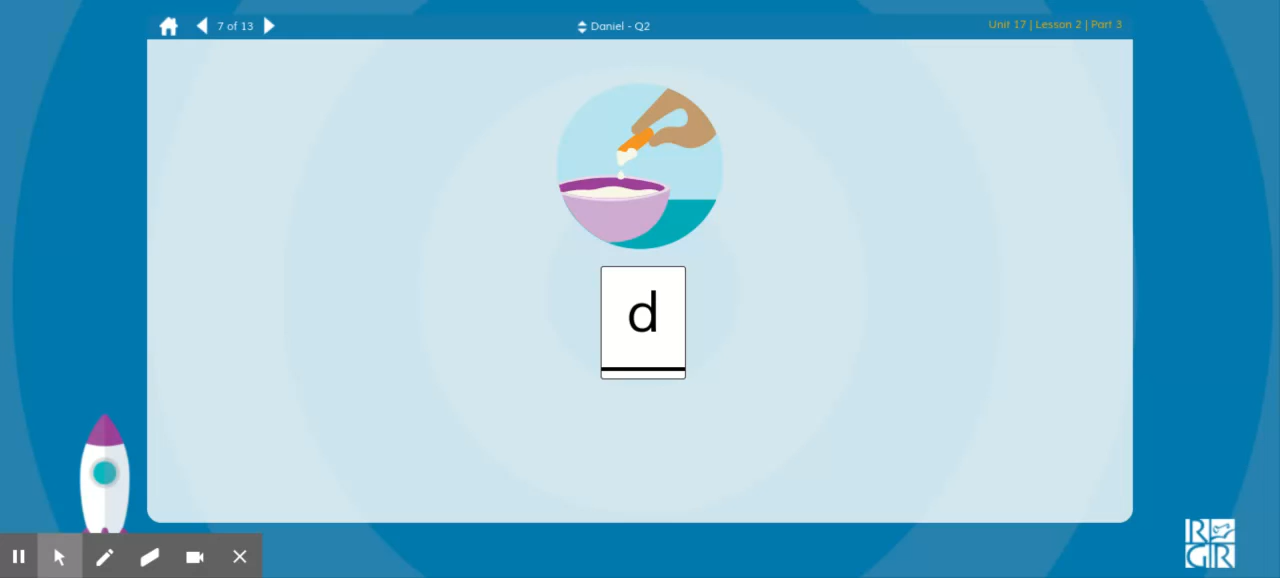 7 of 13
Daniel - Q2
Unit 17 | Lesson 2 | Part 3
d
R
G R